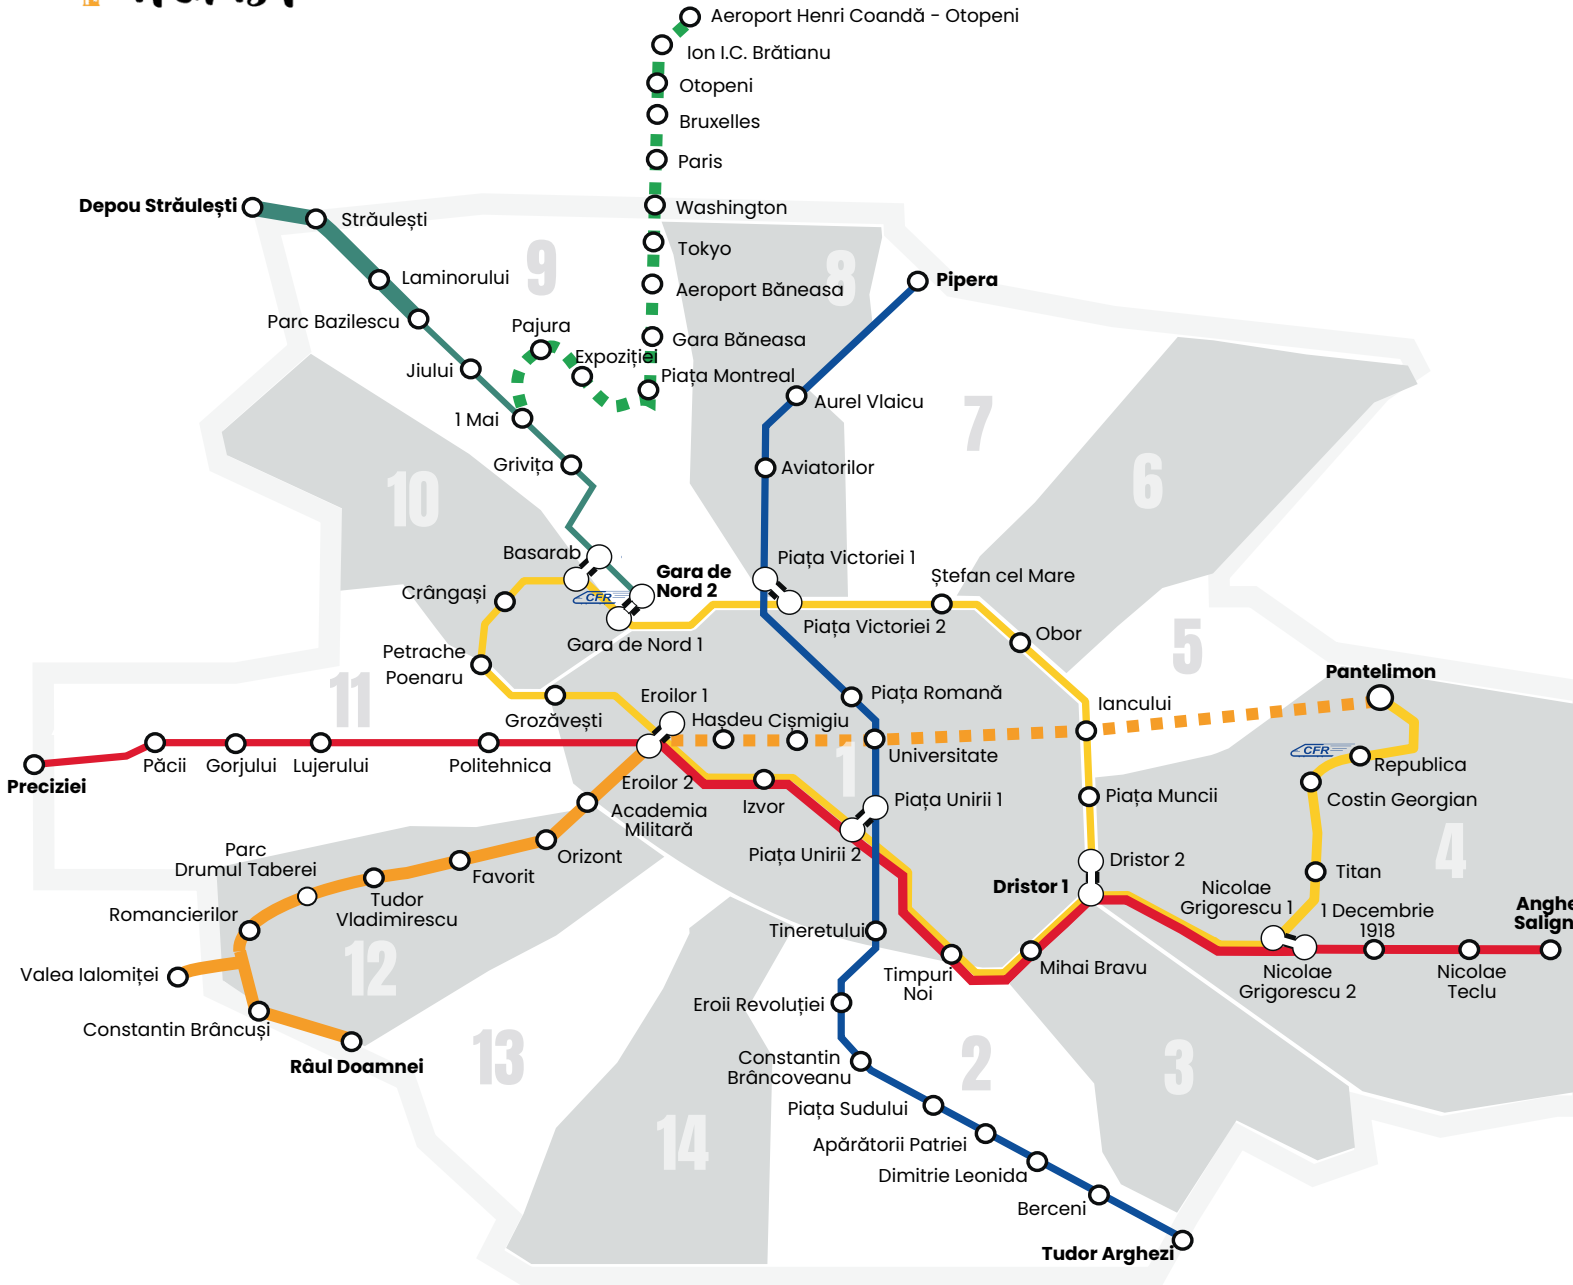 Aeroport Henri Coandă - Otopeni
Ion I.C. Brătianu
Otopeni
Bruxelles
Paris
Washington
Tokyo
Aeroport Băneasa
Gara Băneasa
Piața Montreal
Expoziției
Pajura
Depou Străulești
Străulești
Laminorului
Parc Bazilescu
Jiului
1 Mai
Grivița
Basarab
Gara de
Nord 2
CFR
Gara de Nord 1
Crângași
Petrache
Poenaru
Grozăvești
Eroilor 1
Hașdeu
Cișmigiu
Universitate
Eroilor 2
Pipera
Aurel Vlaicu
Aviatorilor
Piața Victoriei 1
Piața Victoriei 2
Ștefan cel Mare
Obor
Iancului
Piața Romană
Piața Muncii
Dristor 2
Dristor 1
Pantelimon
CFR
Republica
Costin Georgian
Titan
Nicolae
Grigorescu 1
Nicolae
Grigorescu 2
1 Decembrie
1918
Nicolae
Teclu
Preciziei
Păcii
Gorjului
Lujerului
Politehnica
Izvor
Piața Unirii 1
Piața Unirii 2
Timpuri
Noi
Mihai Bravu
Academia
Militară
Orizont
Favorit
Tudor
Vladimirescu
Parc
Drumul Taberei
Romancierilor
Valea Ialomiței
Constantin Brâncuși
Râul Doamnei
Tineretului
Eroii Revoluției
Constantin
Brâncoveanu
Piața Sudului
Apărătorii Patriei
Dimitrie Leonida
Berceni
Tudor Arghezi
1
2
3
4
5
6
7
8
9
10
11
12
13
14